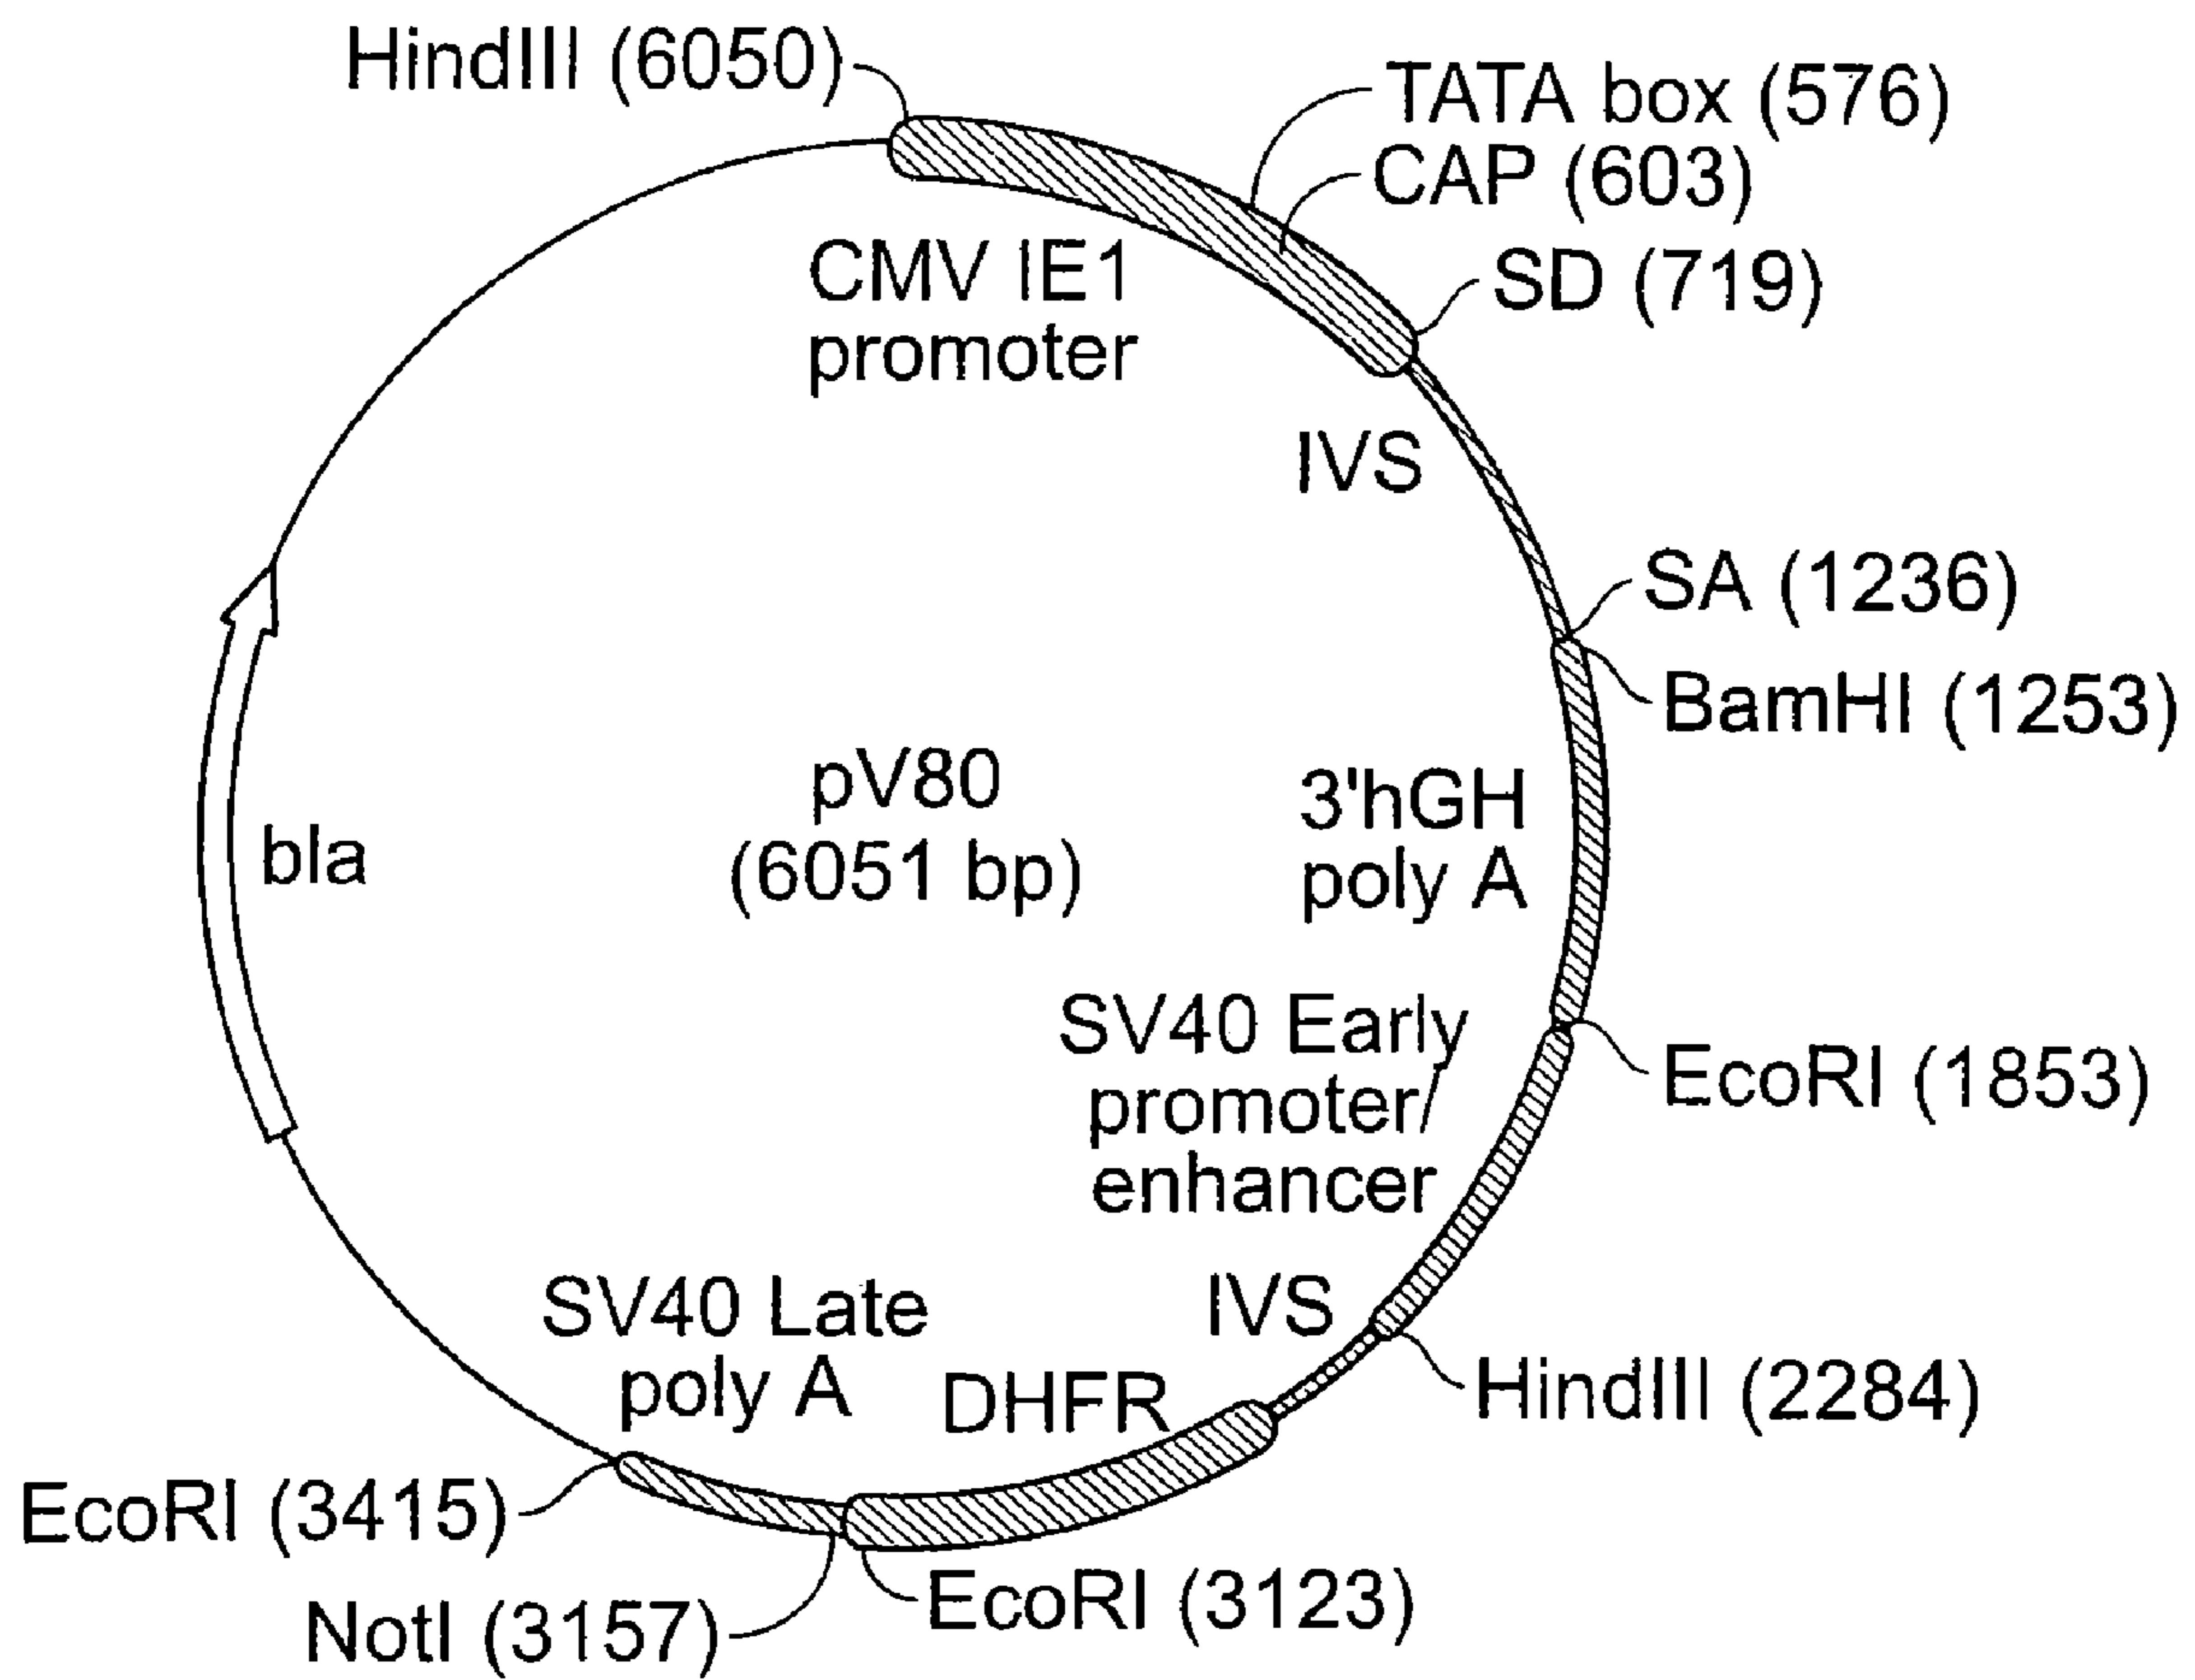 HindIII (6050)
TATA box (576)
CAP (603)
SD (719)
CMV IE1
promoter
IVS
SA (1236)
BamHI (1253)
pV80
(6051 bp)
3'hGH
poly A
bla
SV40 Early
promoter/
enhancer
EcoRI (1853)
IVS
HindIII (2284)
SV40 Late
poly A
DHFR
EcoRI (3415)
EcoRI (3123)
NotI (3157)